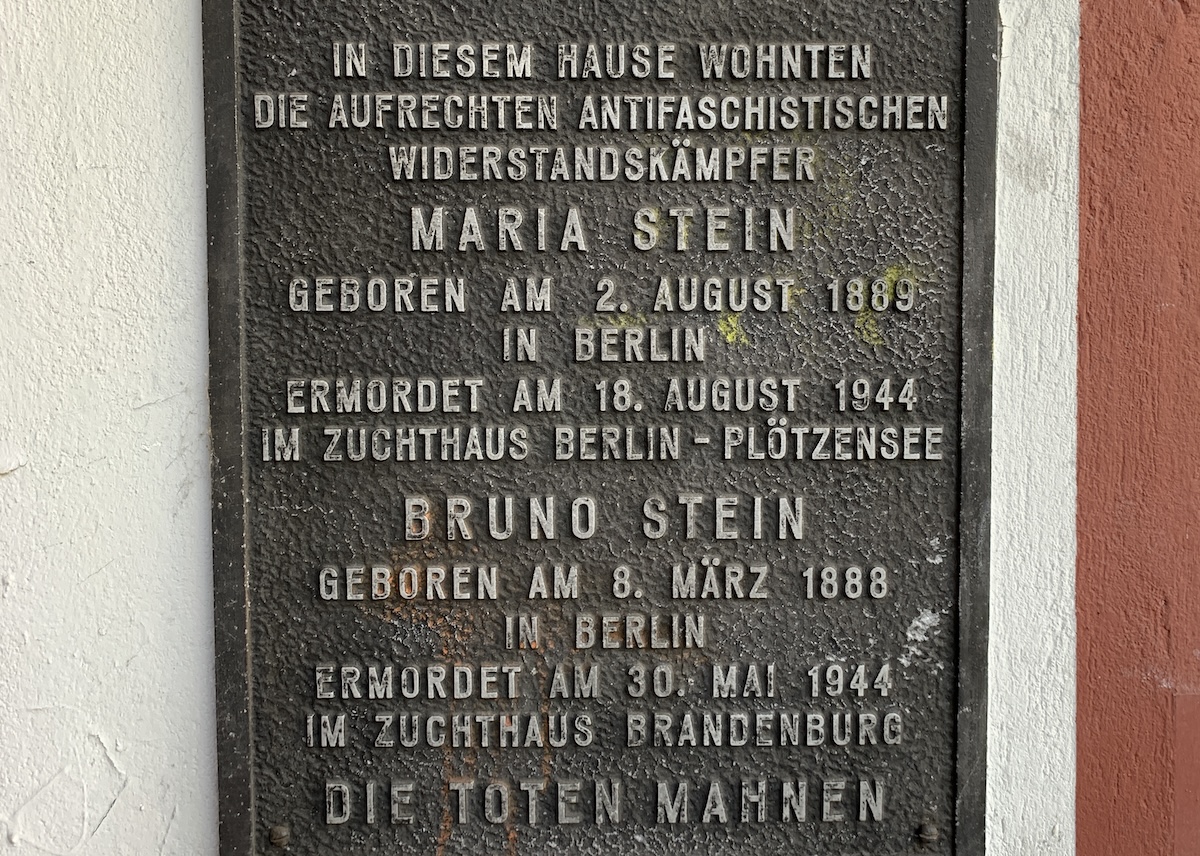 IN DIESEM HAUSE WOHNTEN
DIE AUFRECHTEN ANTIFASCHISTISCHEN
WIDERSTANDSKÄMPFER
MARIA STEIN
GEBOREN AM 2. AUGUST 1889
IN BERLIN
ERMORDET AM 18. AUGUST 1944
IM ZUCHTHAUS BERLIN - PLÖTZENSEE
BRUNO STEIN
GEBOREN AM 8. MÄRZ 1888
IN BERLIN
ERMORDET AM 30. MAI 1944
IM ZUCHTHAUS BRANDENBURG
DIE TOTEN MAHNEN